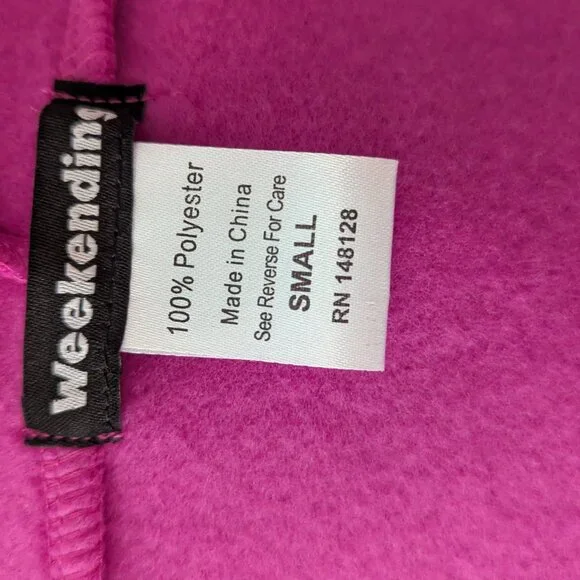 Weekending
100% Polyester
Made in China
See Reverse For Care
SMALL
RN 148128